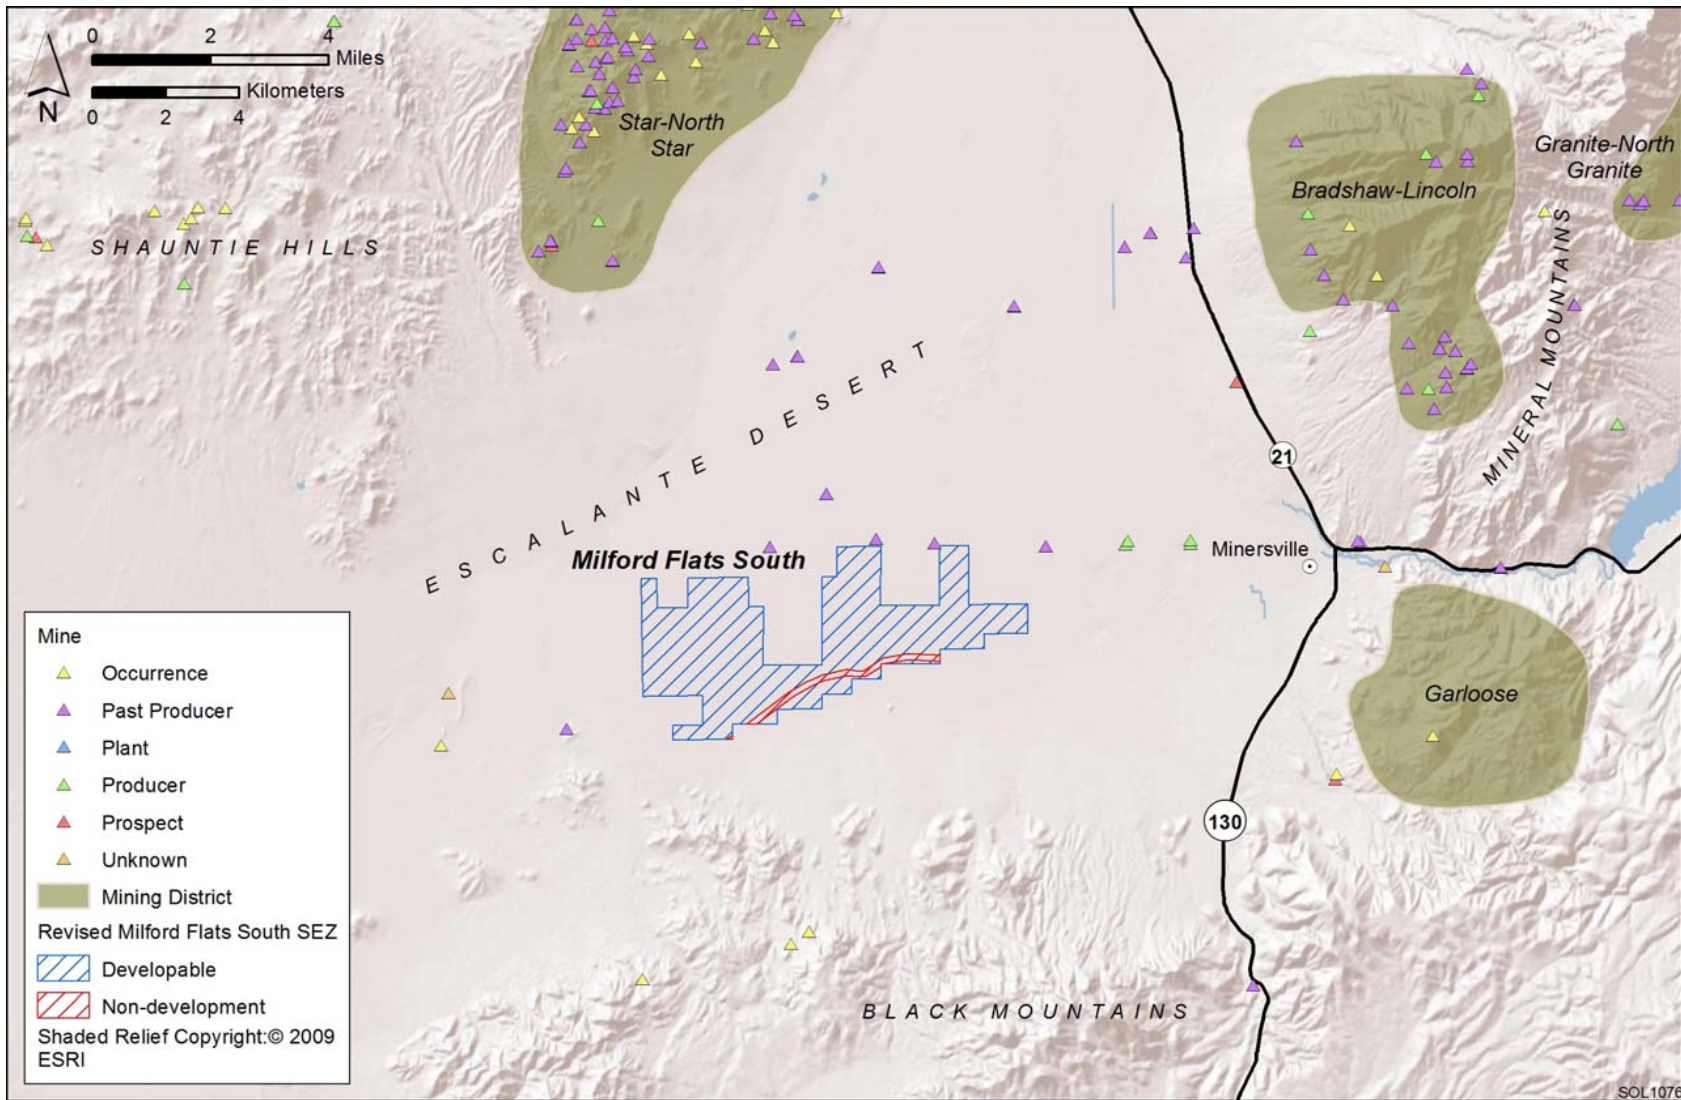 0 2 4
Miles
Kilometers
0 2 4
N
Star-North
Star
Granite-North
Granite
Bradshaw-Lincoln
SHAUNTIE HILLS
MINERAL MOUNTAINS
ESCALANTE DESERT
21
Milford Flats South
Minersville
Garloose
130
BLACK MOUNTAINS
Mine
Occurrence
Past Producer
Plant
Producer
Prospect
Unknown
Mining District
Revised Milford Flats South SEZ
Developable
Non-development
Shaded Relief Copyright:© 2009
ESRI
SOL1076